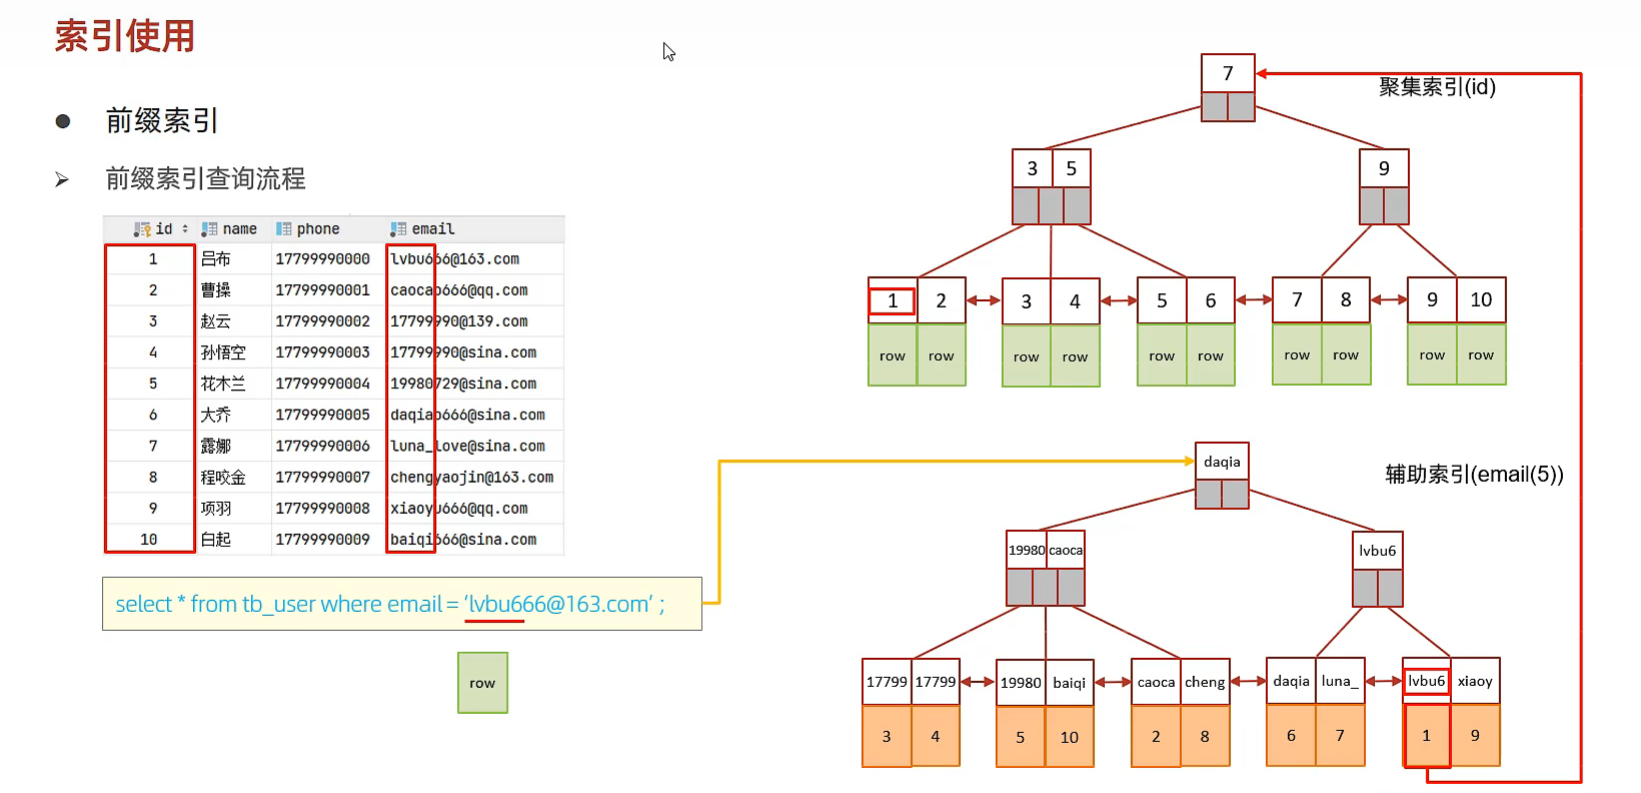 索引使用
前缀索引
前缀索引查询流程
id name phone email
1 吕布 17799990000 lvbu666@163.com
2 曹操 17799990001 caocao666@qq.com
3 赵云 17799990002 17799990@139.com
4 孙悟空 17799990003 17799990@sina.com
5 花木兰 17799990004 19980729@sina.com
6 大乔 17799990005 daqiao666@sina.com
7 露娜 17799990006 luna_love@sina.com
8 程咬金 17799990007 chengyaojin@163.com
9 项羽 17799990008 xiaoyu666@qq.com
10 白起 17799990009 baiqi666@sina.com
select * from tb_user where email = ‘lvbu666@163.com’ ;
row
聚集索引(id)
7
3 5 9
1 2 3 4 5 6 7 8 9 10
row row row row row row row row row row
辅助索引(email(5))
daqia
19980 caoca lvbu6
17799 17799 19980 baiqi caoca cheng daqia luna_ lvbu6 xiaoy
3 4 5 10 2 8 6 7 1 9